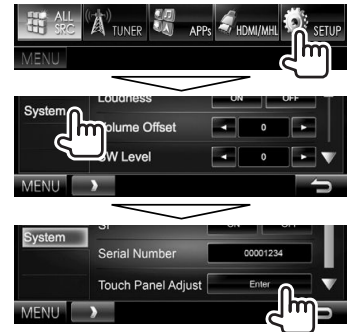 ALL SRC TUNER APPs HDMI/MHL SETUP
MENU
Loudness ON OFF
System
Volume Offset 0
SW Level 0
MENU
SI ON OFF
System
Serial Number 00001234
Touch Panel Adjust Enter
MENU